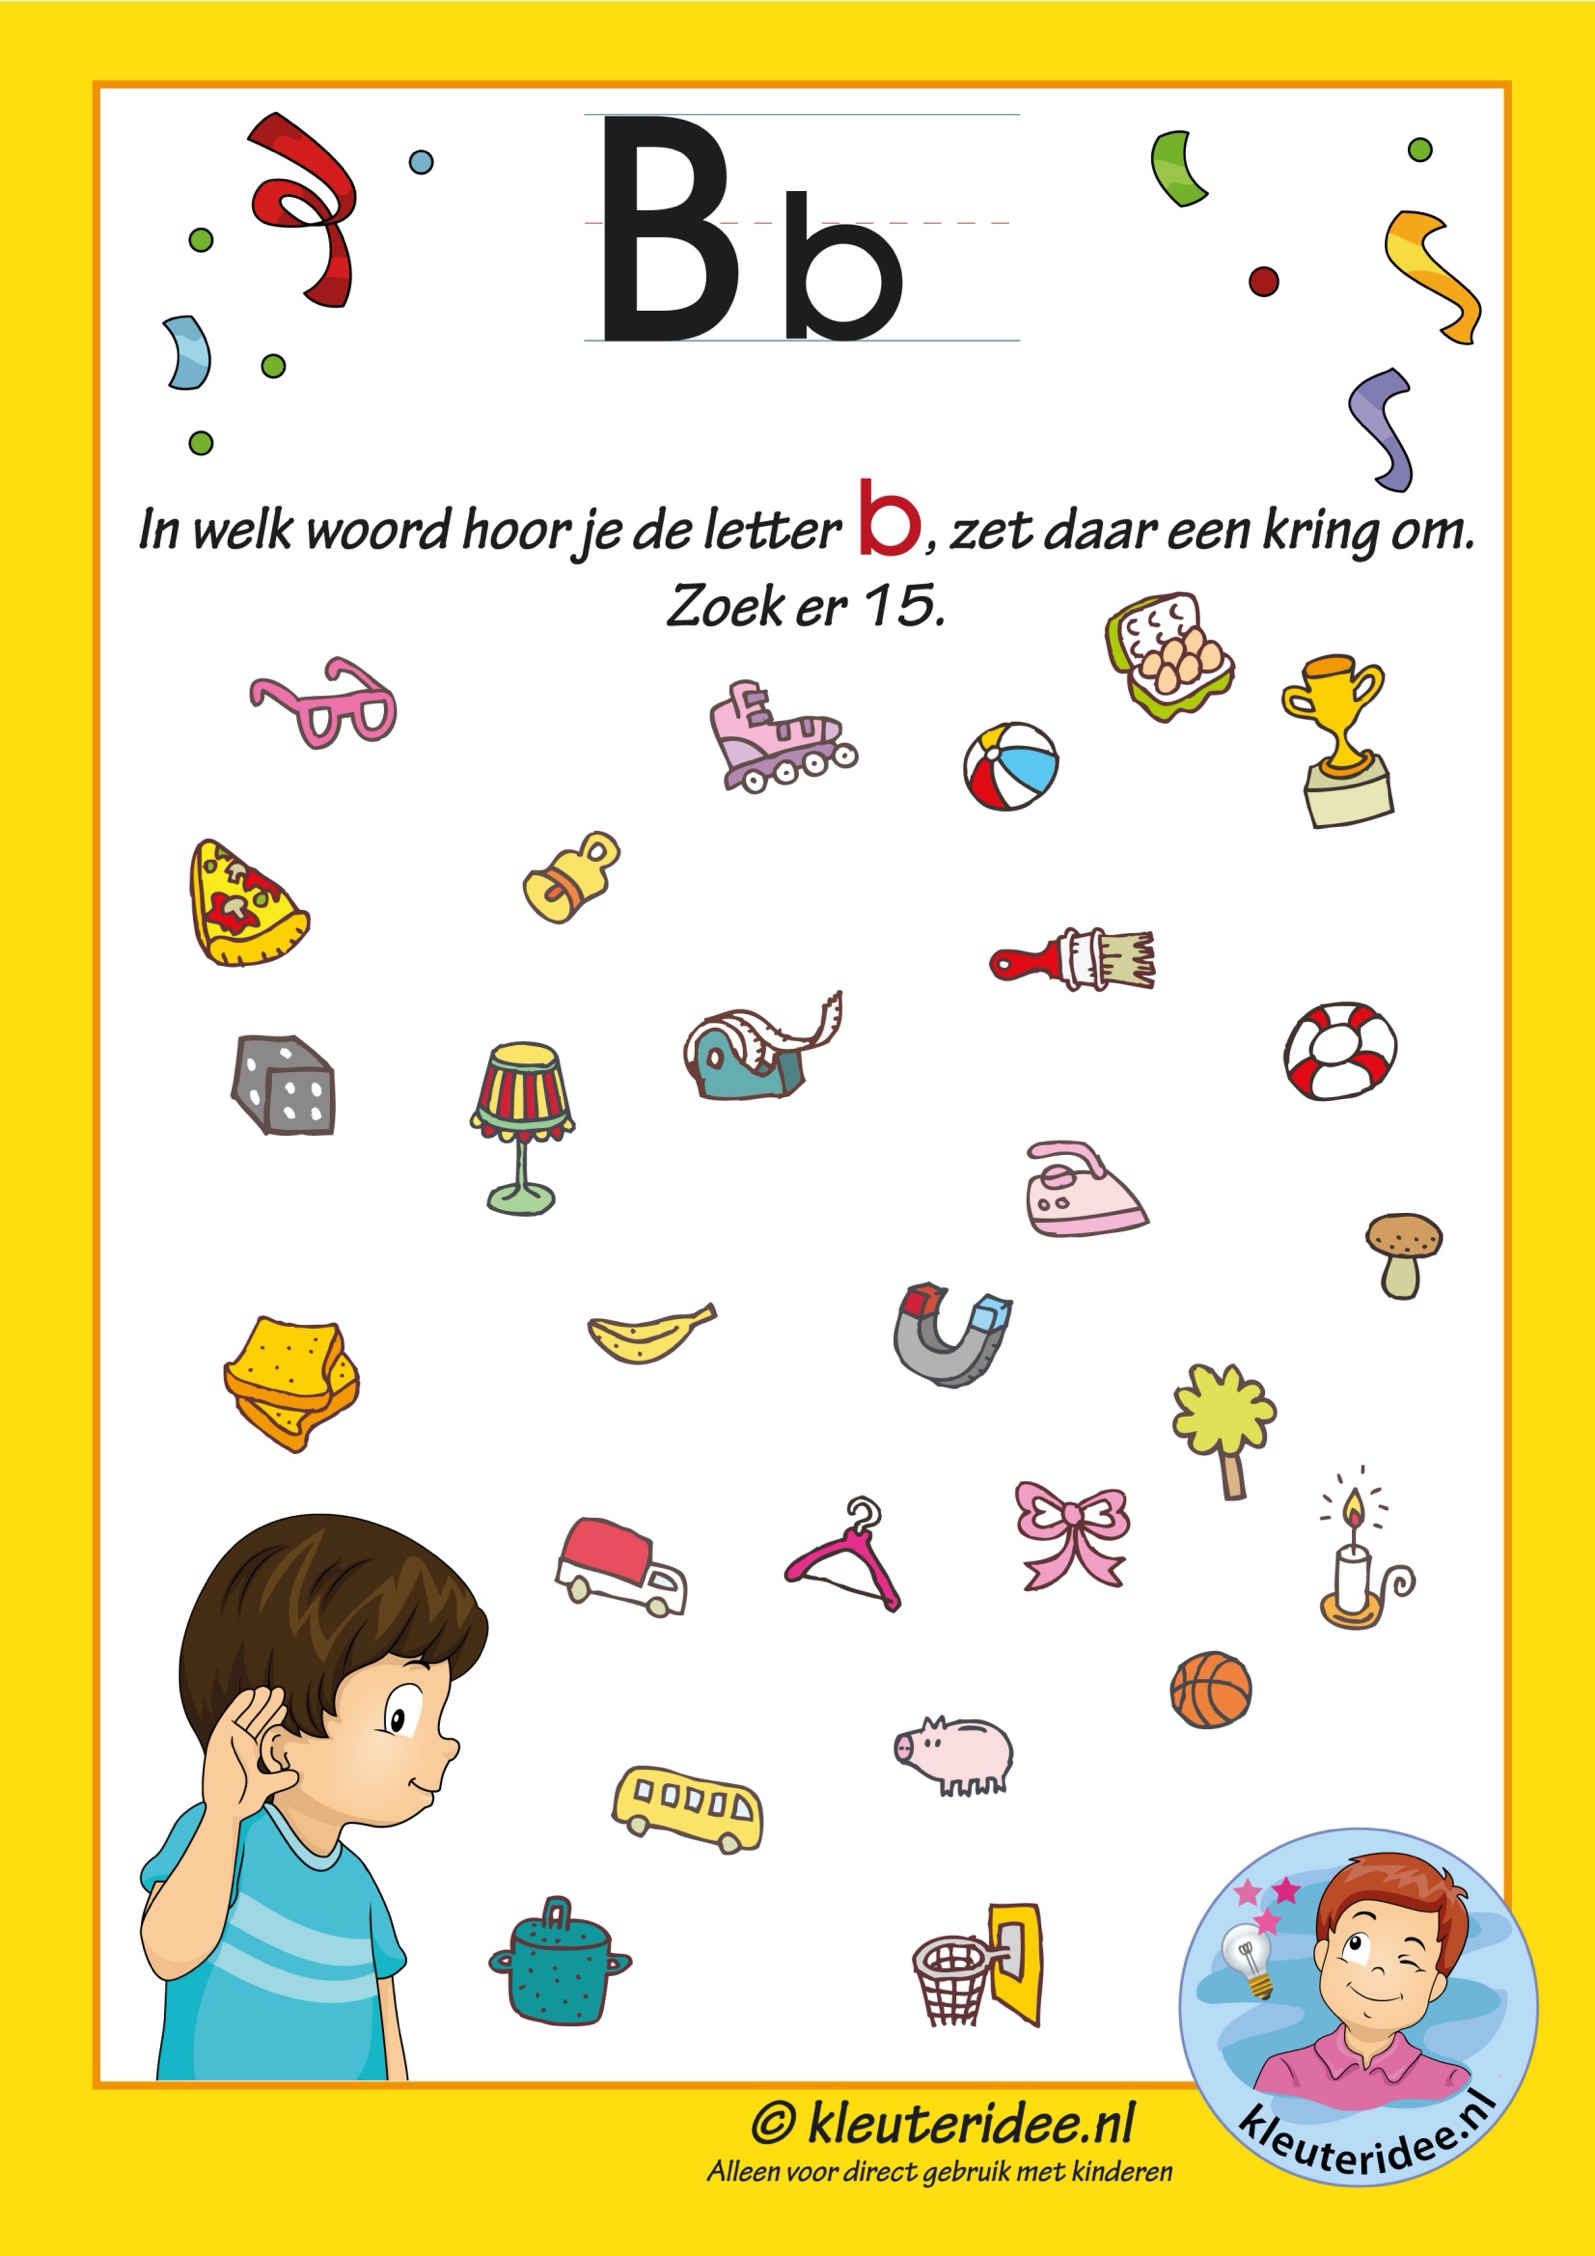 Bb
In welk woord hoor je de letter b, zet daar een kring om.
Zoek er 15.
© kleuteridee.nl
Alleen voor direct gebruik met kinderen
kleuteridee.nl